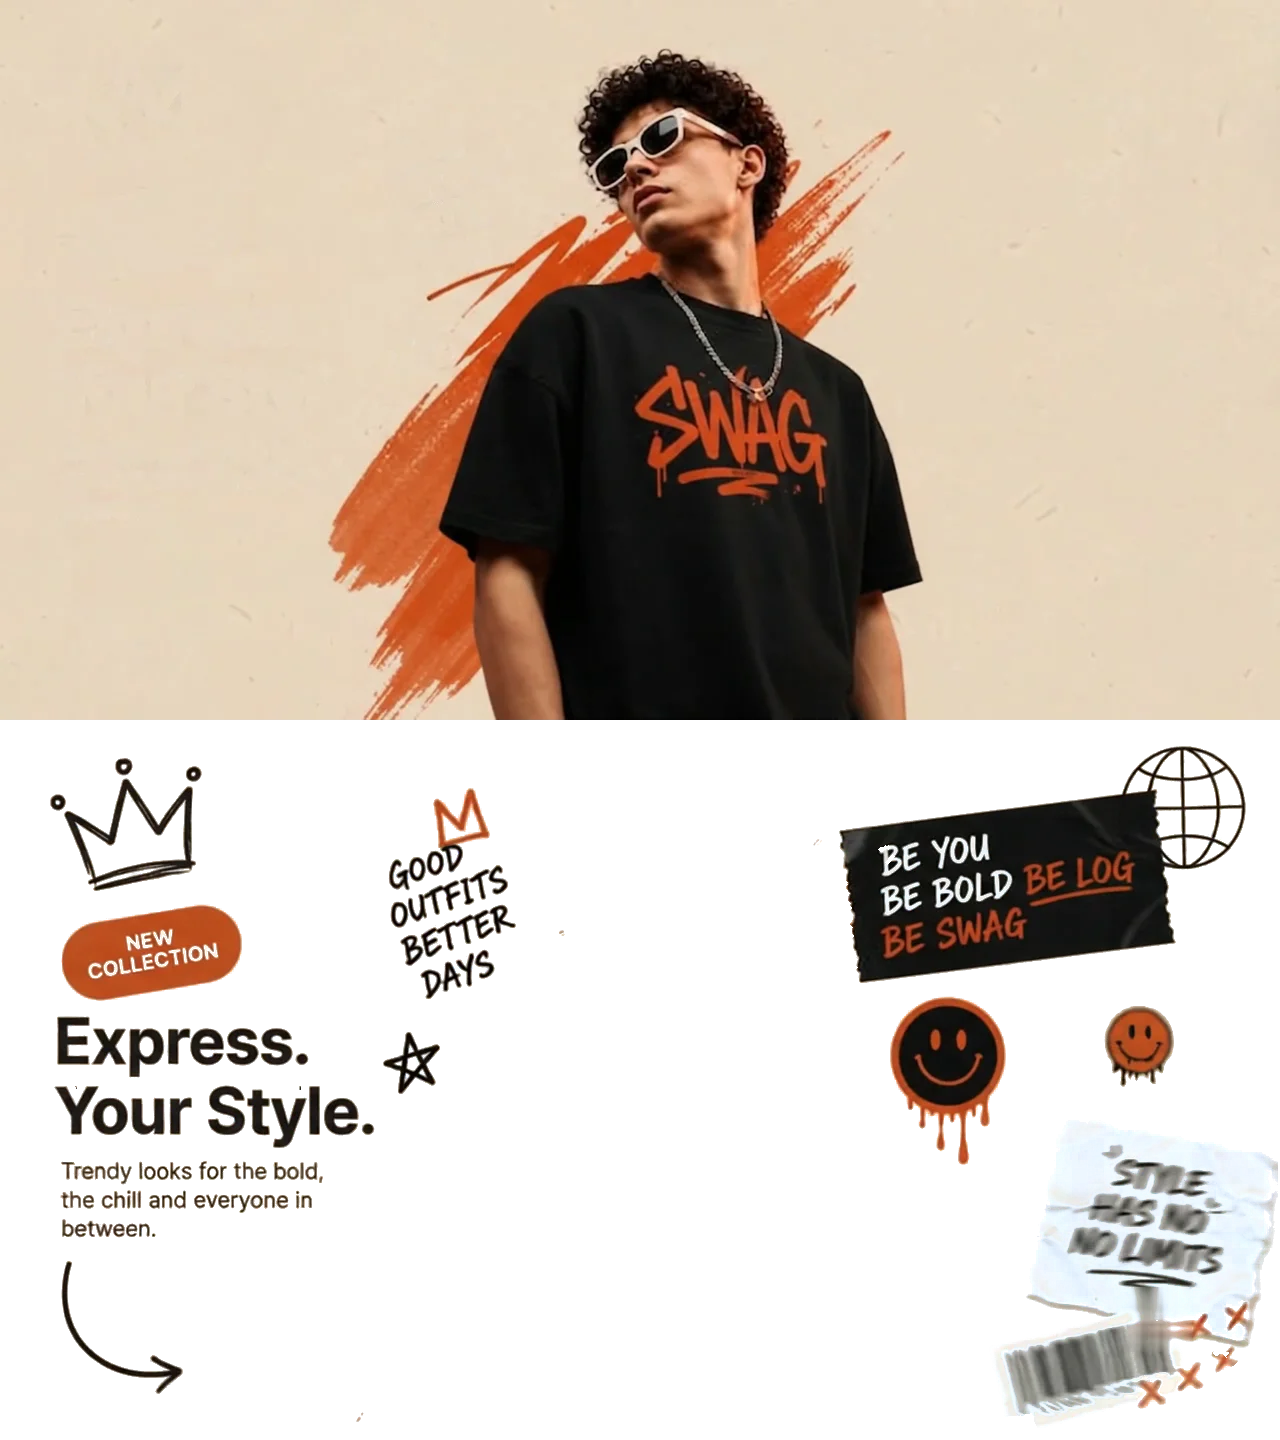 SWAG
GOOD
OUTFITS
BETTER
DAYS
BE YOU
BE BOLD BE LOG
BE SWAG
NEW
COLLECTION
Express.
Your Style.
Trendy looks for the bold,
the chill and everyone in
between.
"STYLE
HAS NO"
NO LIMITS